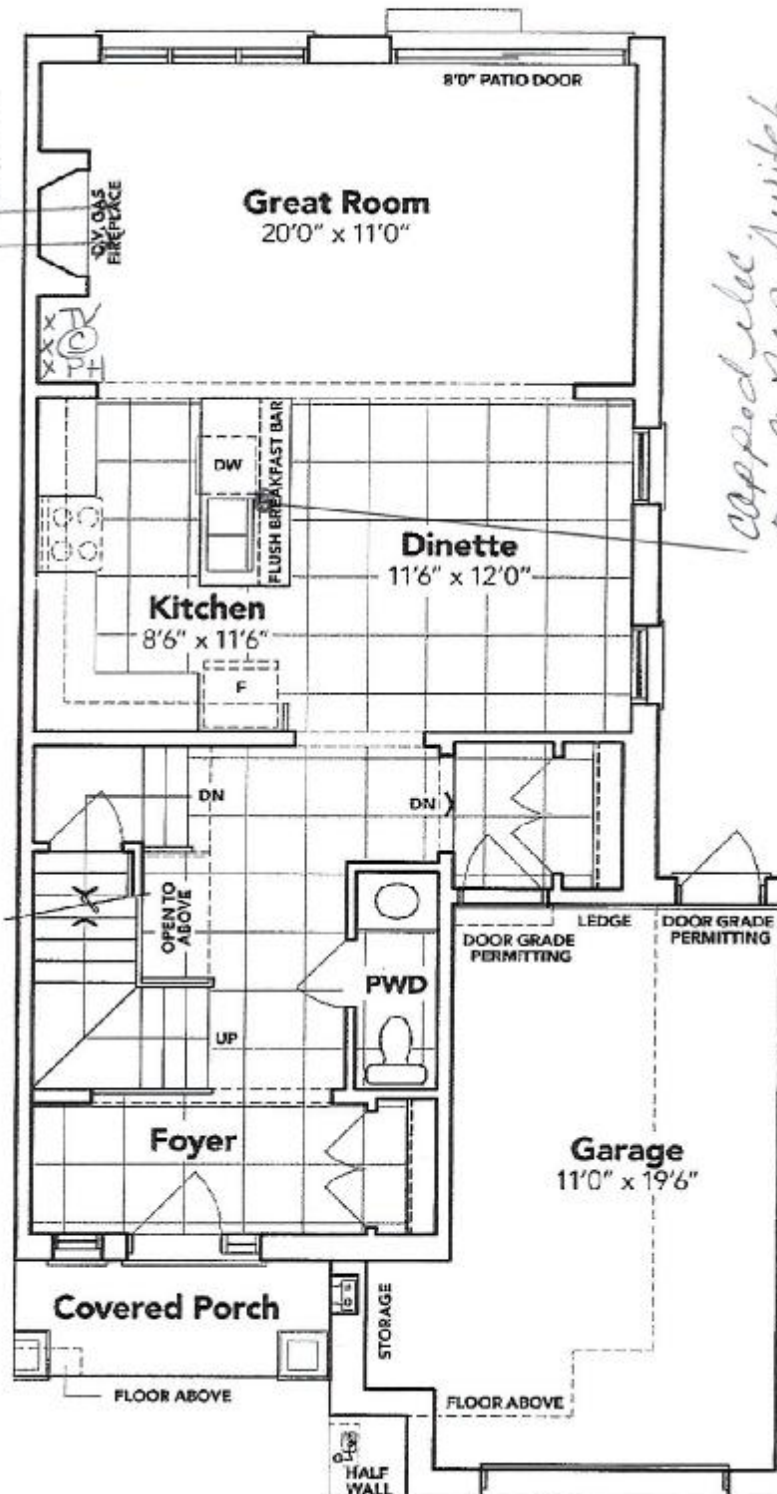 8'0" PATIO DOOR
Great Room
20'0" x 11'0"
FIREPLACE
x TV
x C
x PH
DW
FLUSH BREAKFAST BAR
capped elec.
Dinette
11'6" x 12'0"
Kitchen
8'6" x 11'6"
F
DN
DN
OPEN TO
ABOVE
LEDGE
DOOR GRADE
PERMITTING
DOOR GRADE
PERMITTING
PWD
UP
Foyer
Garage
11'0" x 19'6"
Covered Porch
STORAGE
FLOOR ABOVE
FLOOR ABOVE
HALF
WALL